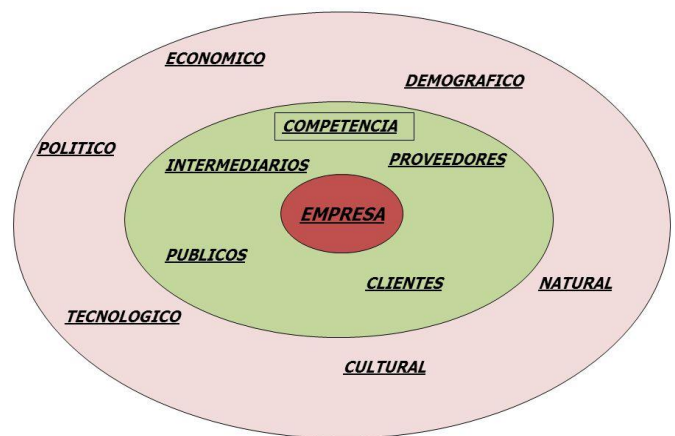 ECONOMICO
DEMOGRAFICO
COMPETENCIA
POLITICO
INTERMEDIARIOS
PROVEEDORES
EMPRESA
PUBLICOS
CLIENTES
NATURAL
TECNOLOGICO
CULTURAL